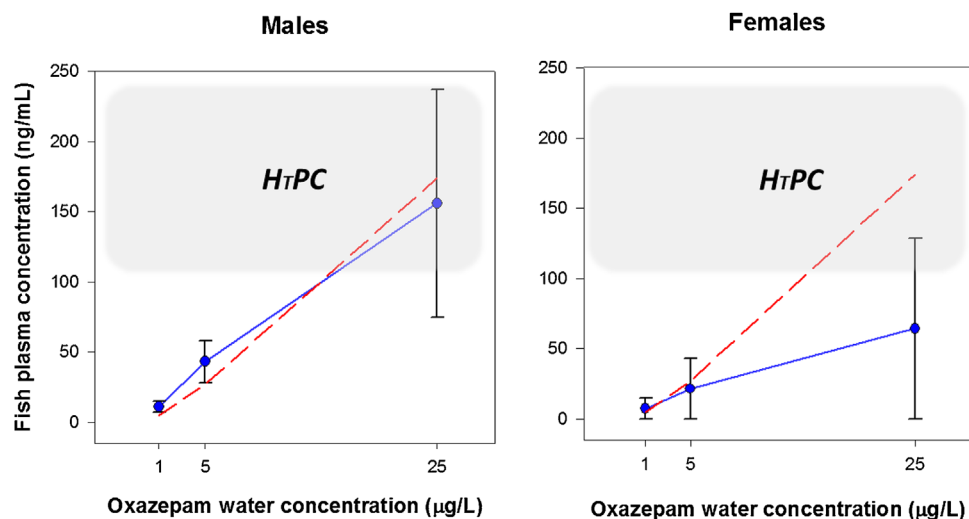 Males
Fish plasma concentration (ng/mL)
250
200
150
100
50
0
HTPC
1
5
25
Oxazepam water concentration (µg/L)
Females
250
200
150
100
50
0
HTPC
1
5
25
Oxazepam water concentration (µg/L)